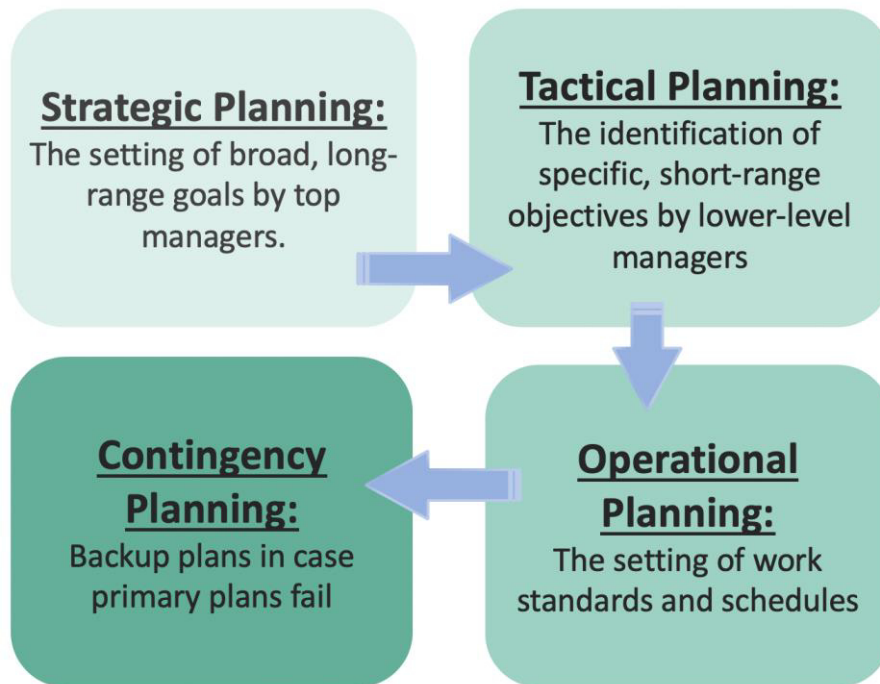 Strategic Planning:
The setting of broad, long-
range goals by top
managers.
Tactical Planning:
The identification of
specific, short-range
objectives by lower-level
managers
Operational
Planning:
The setting of work
standards and schedules
Contingency
Planning:
Backup plans in case
primary plans fail